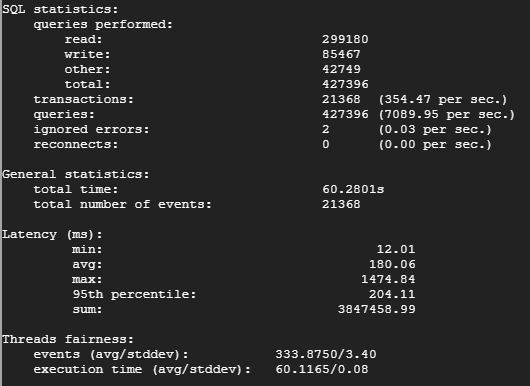 SQL statistics:
queries performed:
read: 299180
write: 85467
other: 42749
total: 427396
transactions: 21368 (354.47 per sec.)
queries: 427396 (7089.95 per sec.)
ignored errors: 2 (0.03 per sec.)
reconnects: 0 (0.00 per sec.)
General statistics:
total time: 60.2801s
total number of events: 21368
Latency (ms):
min: 12.01
avg: 180.06
max: 1474.84
95th percentile: 204.11
sum: 3847458.99
Threads fairness:
events (avg/stddev): 333.8750/3.40
execution time (avg/stddev): 60.1165/0.08